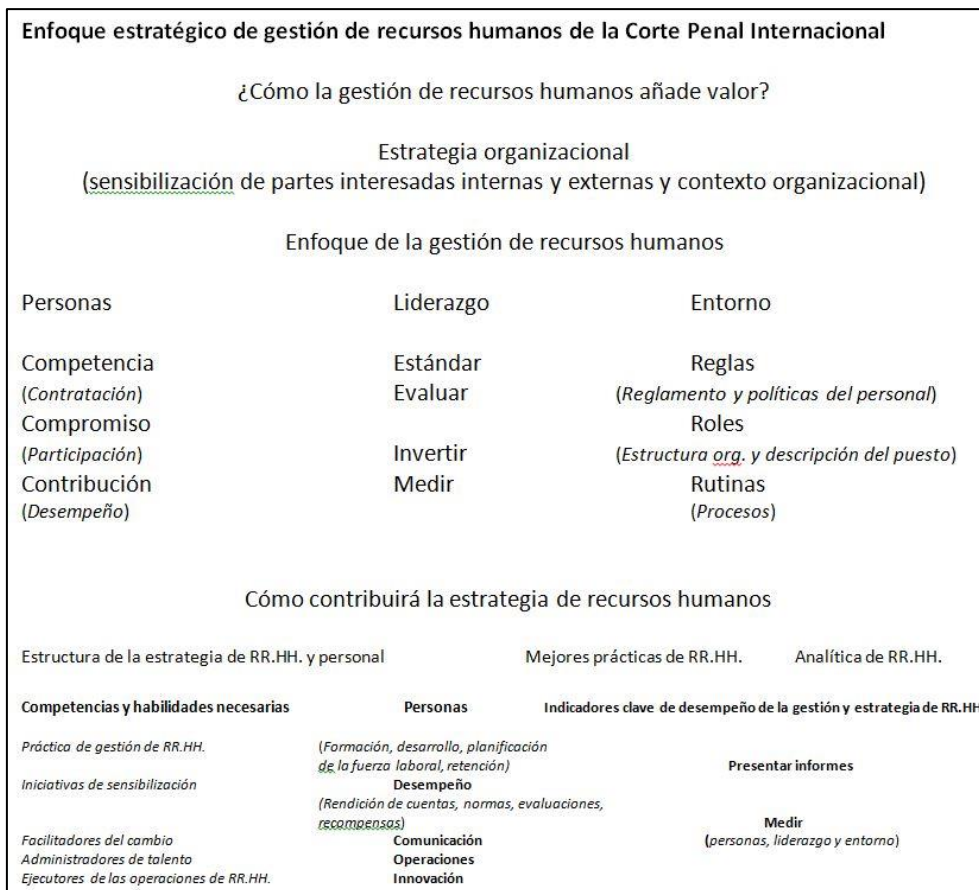 Enfoque estratégico de gestión de recursos humanos de la Corte Penal Internacional
¿Cómo la gestión de recursos humanos añade valor?
Estrategia organizacional
(sensibilización de partes interesadas internas y externas y contexto organizacional)
Enfoque de la gestión de recursos humanos
Personas Liderazgo Entorno
Competencia Estándar Reglas
(Contratación) Evaluar (Reglamento y políticas del personal)
Compromiso Roles
(Participación) Invertir (Estructura org. y descripción del puesto)
Contribución Medir Rutinas
(Desempeño) (Procesos)
Cómo contribuirá la estrategia de recursos humanos
Estructura de la estrategia de RR.HH. y personal Mejores prácticas de RR.HH. Analítica de RR.HH.
Competencias y habilidades necesarias Personas Indicadores clave de desempeño de la gestión y estrategia de RR.HH
Práctica de gestión de RR.HH. (Formación, desarrollo, planificación
de la fuerza laboral, retención) Presentar informes
Iniciativas de sensibilización Desempeño
(Rendición de cuentas, normas, evaluaciones,
recompensas) Medir
Facilitadores del cambio Comunicación (personas, liderazgo y entorno)
Administradores de talento Operaciones
Ejecutores de las operaciones de RR.HH. Innovación